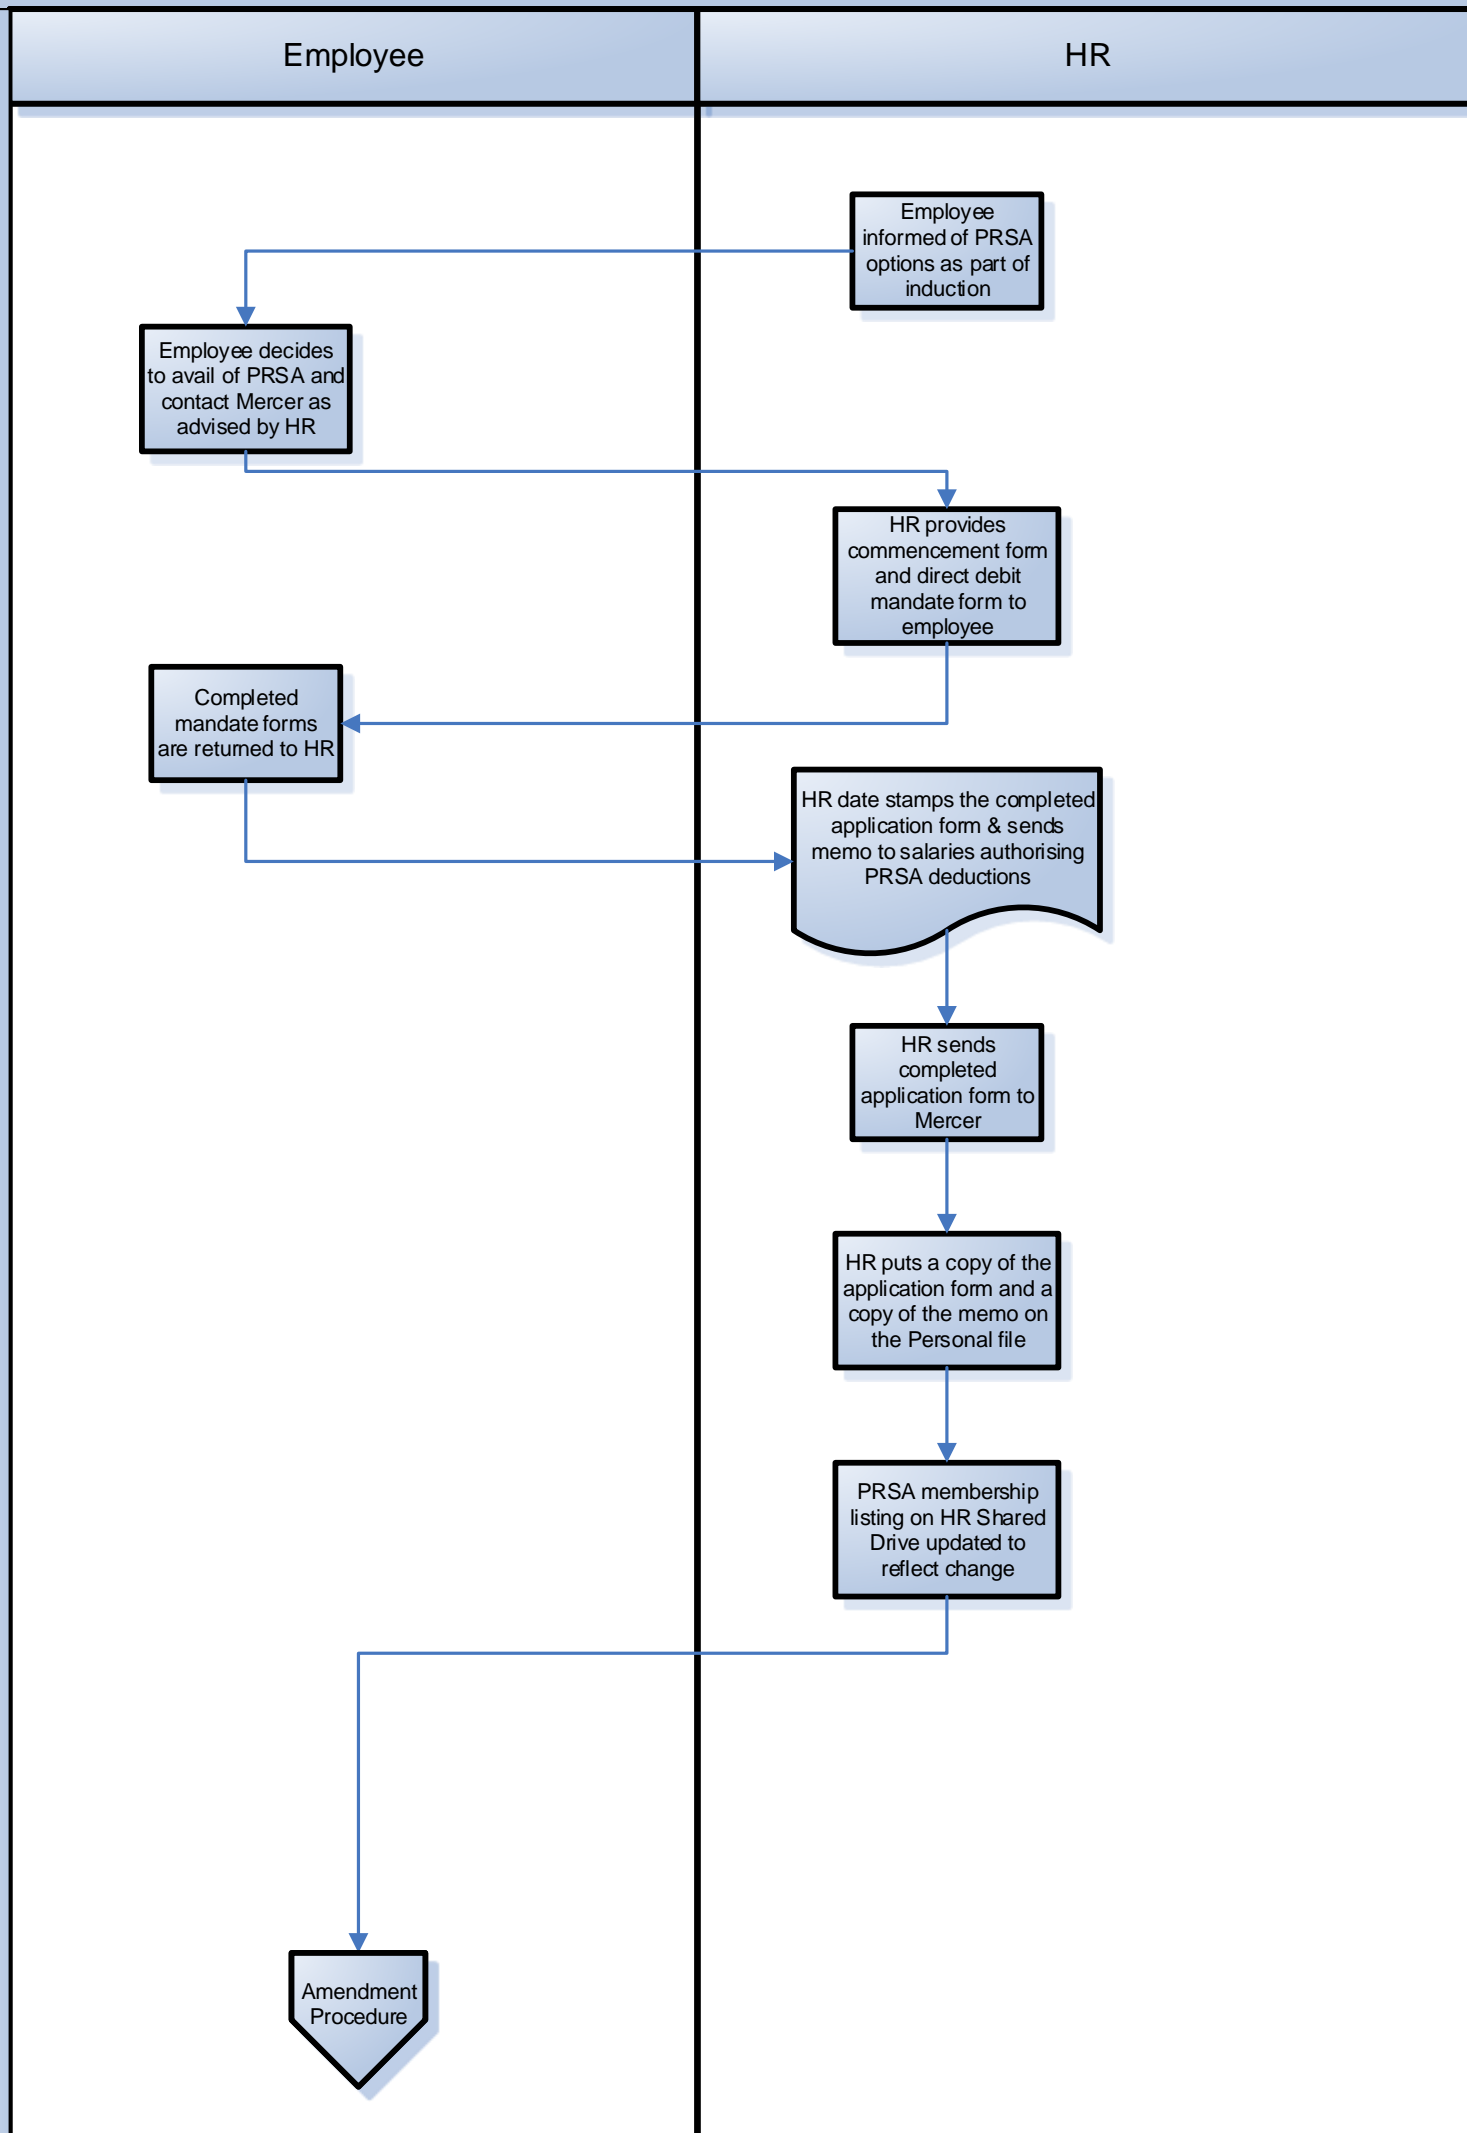 Employee
HR
Employee
informed of PRSA
options as part of
induction
Employee decides
to avail of PRSA and
contact Mercer as
advised by HR
HR provides
commencement form
and direct debit
mandate form to
employee
Completed
mandate forms
are returned to HR
HR date stamps the completed
application form & sends
memo to salaries authorising
PRSA deductions
HR sends
completed
application form to
Mercer
HR puts a copy of the
application form and a
copy of the memo on
the Personal file
PRSA membership
listing on HR Shared
Drive updated to
reflect change
Amendment
Procedure